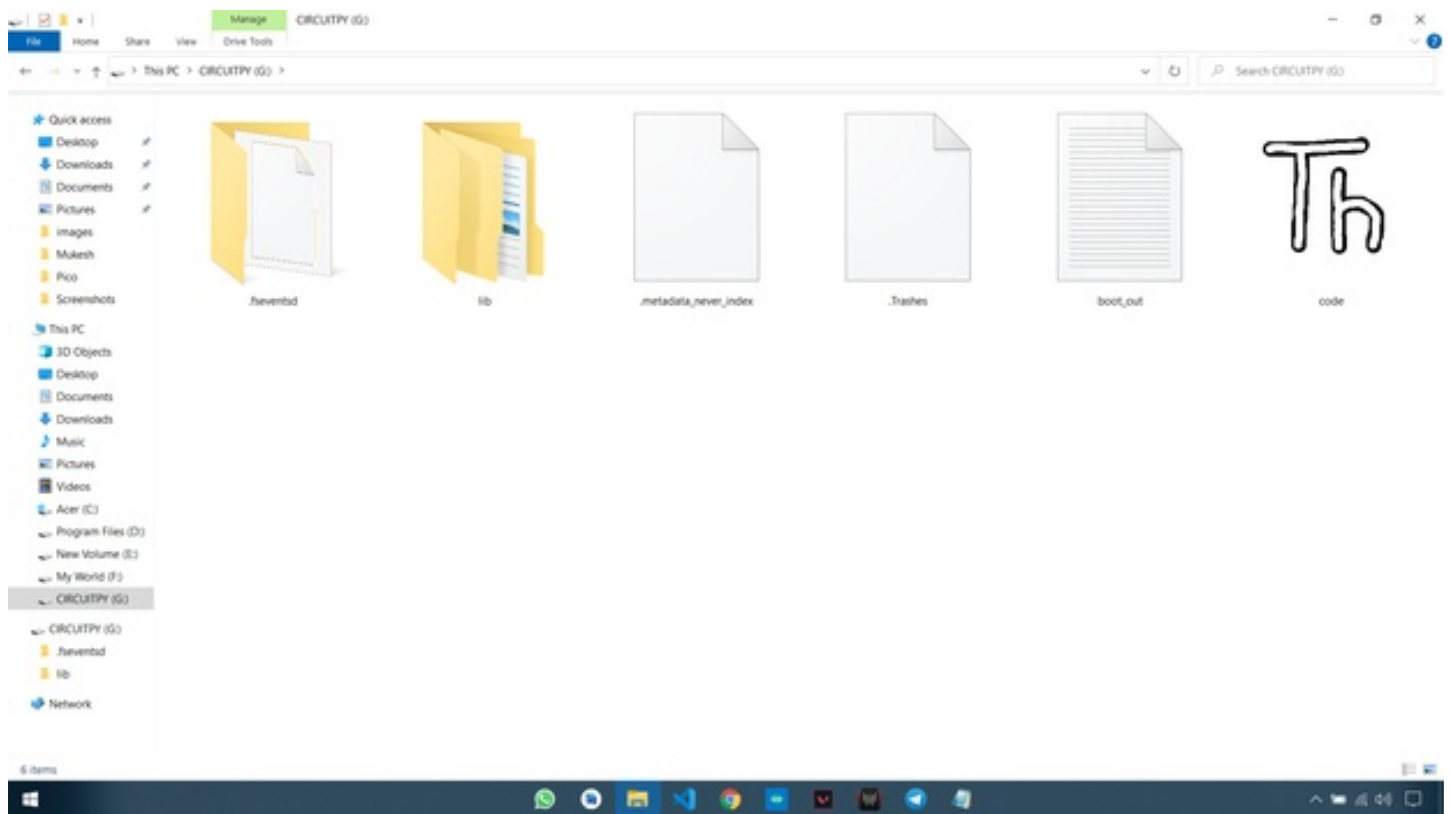 Manage CIRCUITPY (G:)
File Home Share View Drive Tools
This PC > CIRCUITPY (G:) >
Search CIRCUITPY (G:)
Quick access
Desktop
Downloads
Documents
Pictures
images
Mukesh
Pico
Screenshots
This PC
3D Objects
Desktop
Documents
Downloads
Music
Pictures
Videos
Acer (C:)
Program Files (D:)
New Volume (E:)
My World (F:)
CIRCUITPY (G:)
CIRCUITPY (G:)
.fseventsd
lib
Network
Th
.fseventsd
lib
.metadata_never_index
.Trashes
boot_out
code
6 items